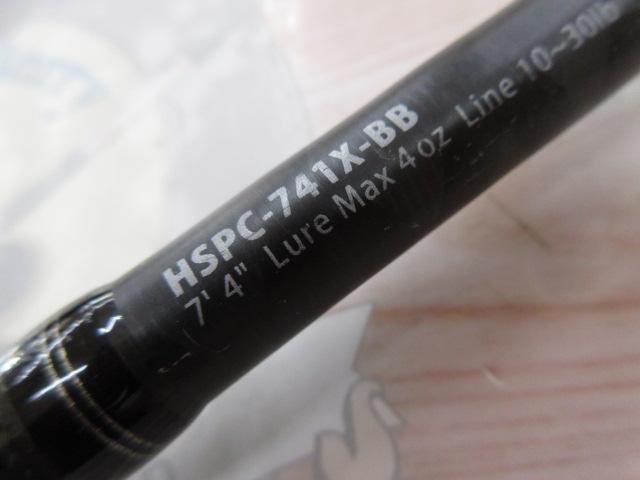 HSPC-741X-BB
7' 4" Lure Max 4oz Line 10~30lb